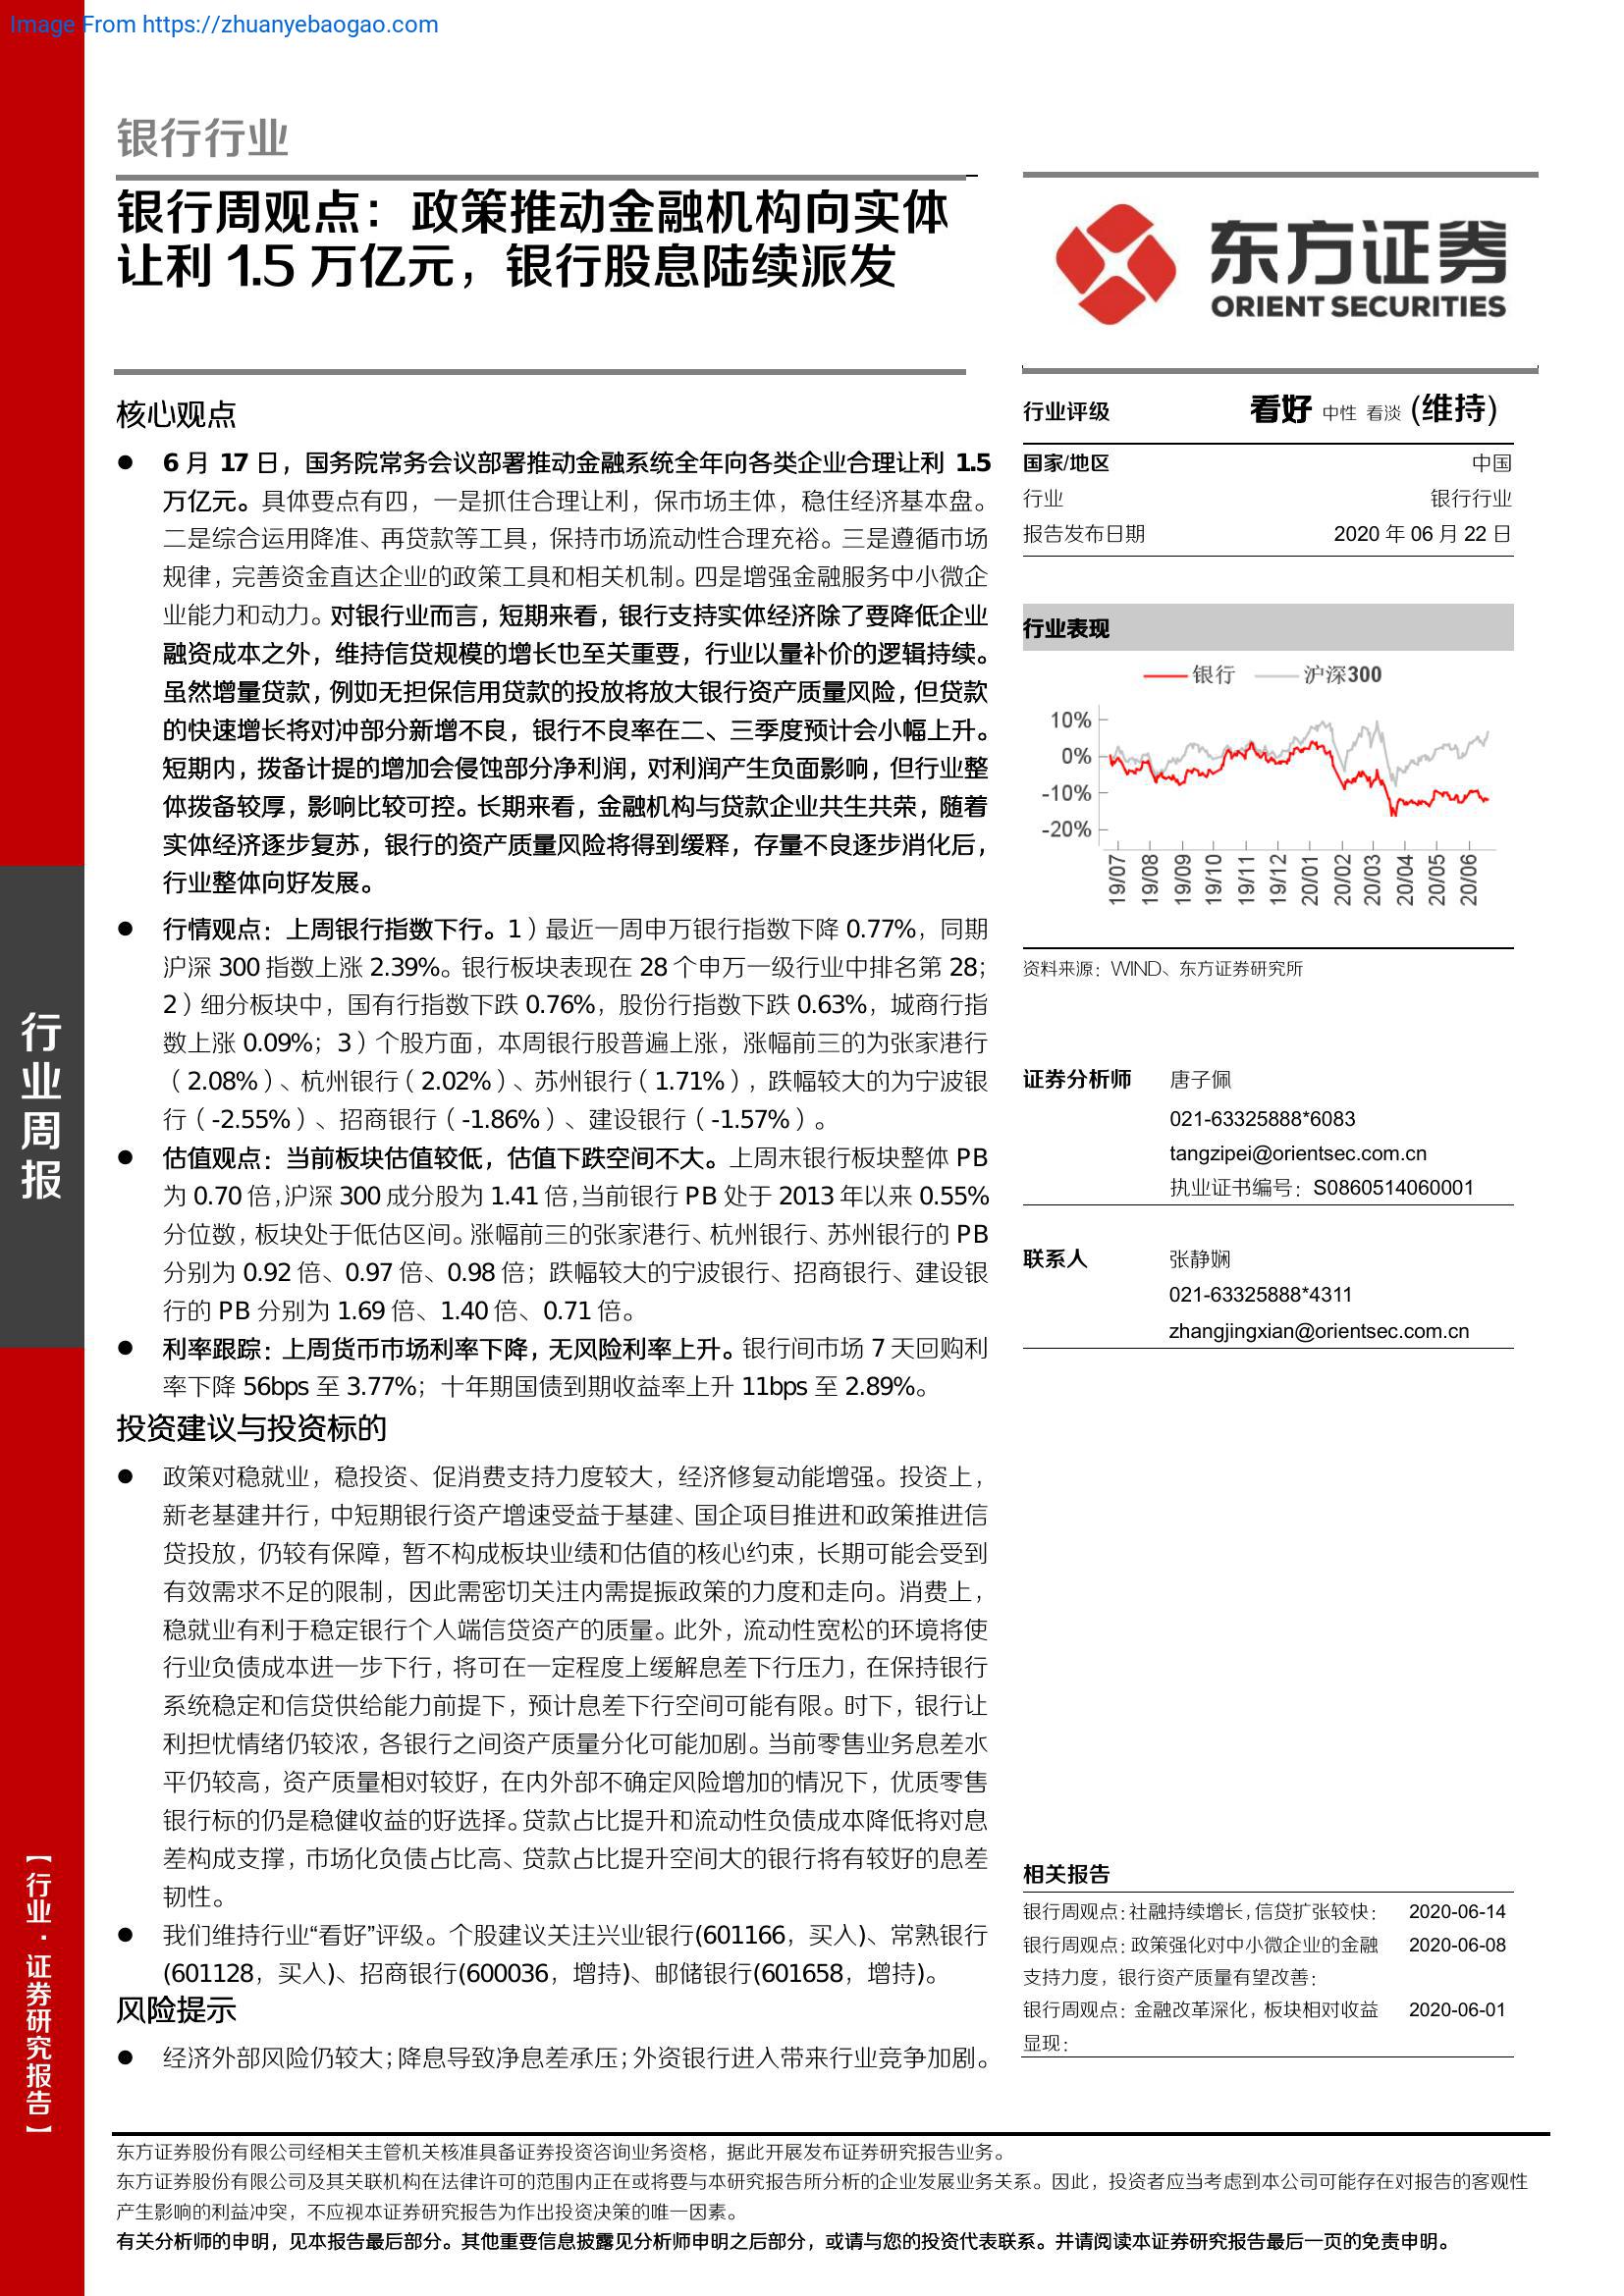 Image From https://zhuanyebaogao.com
银行行业
银行周观点：政策推动金融机构向实体
让利 1.5 万亿元，银行股息陆续派发
东方证券
ORIENT SECURITIES
核心观点
● 6 月 17 日，国务院常务会议部署推动金融系统全年向各类企业合理让利 1.5
万亿元。具体要点有四，一是抓住合理让利，保市场主体，稳住经济基本盘。
二是综合运用降准、再贷款等工具，保持市场流动性合理充裕。三是遵循市场
规律，完善资金直达企业的政策工具和相关机制。四是增强金融服务中小微企
业能力和动力。对银行业而言，短期来看，银行支持实体经济除了要降低企业
融资成本之外，维持信贷规模的增长也至关重要，行业以量补价的逻辑持续。
虽然增量贷款，例如无担保信用贷款的投放将放大银行资产质量风险，但贷款
的快速增长将对冲部分新增不良，银行不良率在二、三季度预计会小幅上升。
短期内，拨备计提的增加会侵蚀部分净利润，对利润产生负面影响，但行业整
体拨备较厚，影响比较可控。长期来看，金融机构与贷款企业共生共荣，随着
实体经济逐步复苏，银行的资产质量风险将得到缓释，存量不良逐步消化后，
行业整体向好发展。
● 行情观点：上周银行指数下行。1）最近一周申万银行指数下降 0.77%，同期
沪深 300 指数上涨 2.39%。银行板块表现在 28 个申万一级行业中排名第 28；
2）细分板块中，国有行指数下跌 0.76%，股份行指数下跌 0.63%，城商行指
数上涨 0.09%；3）个股方面，本周银行股普遍上涨，涨幅前三的为张家港行
（2.08%）、杭州银行（2.02%）、苏州银行（1.71%），跌幅较大的为宁波银
行（-2.55%）、招商银行（-1.86%）、建设银行（-1.57%）。
● 估值观点：当前板块估值较低，估值下跌空间不大。上周末银行板块整体 PB
为 0.70 倍，沪深 300 成分股为 1.41 倍，当前银行 PB 处于 2013 年以来 0.55%
分位数，板块处于低估区间。涨幅前三的张家港行、杭州银行、苏州银行的 PB
分别为 0.92 倍、0.97 倍、0.98 倍；跌幅较大的宁波银行、招商银行、建设银
行的 PB 分别为 1.69 倍、1.40 倍、0.71 倍。
● 利率跟踪：上周货币市场利率下降，无风险利率上升。银行间市场 7 天回购利
率下降 56bps 至 3.77%；十年期国债到期收益率上升 11bps 至 2.89%。
投资建议与投资标的
● 政策对稳就业，稳投资、促消费支持力度较大，经济修复动能增强。投资上，
新老基建并行，中短期银行资产增速受益于基建、国企项目推进和政策推进信
贷投放，仍较有保障，暂不构成板块业绩和估值的核心约束，长期可能会受到
有效需求不足的限制，因此需密切关注内需提振政策的力度和走向。消费上，
稳就业有利于稳定银行个人端信贷资产的质量。此外，流动性宽松的环境将使
行业负债成本进一步下行，将可在一定程度上缓解息差下行压力，在保持银行
系统稳定和信贷供给能力前提下，预计息差下行空间可能有限。时下，银行让
利担忧情绪仍较浓，各银行之间资产质量分化可能加剧。当前零售业务息差水
平仍较高，资产质量相对较好，在内外部不确定风险增加的情况下，优质零售
银行标的仍是稳健收益的好选择。贷款占比提升和流动性负债成本降低将对息
差构成支撑，市场化负债占比高、贷款占比提升空间大的银行将有较好的息差
韧性。
● 我们维持行业“看好”评级。个股建议关注兴业银行(601166，买入)、常熟银行
(601128，买入)、招商银行(600036，增持)、邮储银行(601658，增持)。
风险提示
● 经济外部风险仍较大；降息导致净息差承压；外资银行进入带来行业竞争加剧。
行业评级 看好 中性 看淡 (维持)
国家/地区 中国
行业 银行行业
报告发布日期 2020 年 06 月 22 日
行业表现
银行 沪深300
10%
0%
-10%
-20%
19/07 19/08 19/09 19/10 19/11 19/12 20/01 20/02 20/03 20/04 20/05 20/06
资料来源：WIND、东方证券研究所
证券分析师 唐子佩
021-63325888*6083
tangzipei@orientsec.com.cn
执业证书编号：S0860514060001
联系人 张静娴
021-63325888*4311
zhangjingxian@orientsec.com.cn
相关报告
银行周观点：社融持续增长，信贷扩张较快： 2020-06-14
银行周观点：政策强化对中小微企业的金融 2020-06-08
支持力度，银行资产质量有望改善：
银行周观点：金融改革深化，板块相对收益 2020-06-01
显现：
行业周报
【行业·证券研究报告】
东方证券股份有限公司经相关主管机关核准具备证券投资咨询业务资格，据此开展发布证券研究报告业务。
东方证券股份有限公司及其关联机构在法律许可的范围内正在或将要与本研究报告所分析的企业发展业务关系。因此，投资者应当考虑到本公司可能存在对报告的客观性
产生影响的利益冲突，不应视本证券研究报告为作出投资决策的唯一因素。
有关分析师的申明，见本报告最后部分。其他重要信息披露见分析师申明之后部分，或请与您的投资代表联系。并请阅读本证券研究报告最后一页的免责申明。